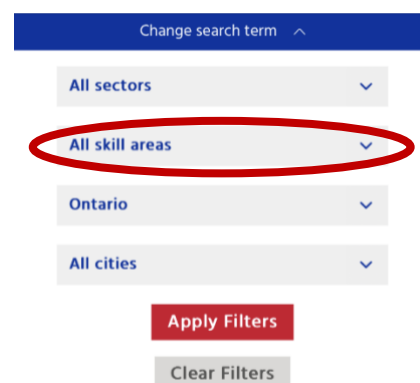 Change search term
All sectors
All skill areas
Ontario
All cities
Apply Filters
Clear Filters